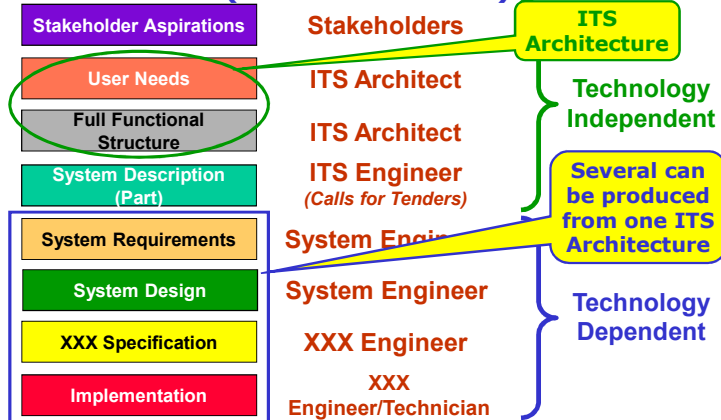 Stakeholder Aspirations
Stakeholders
ITS
Architecture
User Needs
ITS Architect
Technology
Independent
Full Functional
Structure
ITS Architect
System Description
(Part)
ITS Engineer
(Calls for Tenders)
Several can
be produced
from one ITS
Architecture
System Requirements
System Engin
System Design
System Engineer
Technology
Dependent
XXX Specification
XXX Engineer
Implementation
XXX
Engineer/Technician